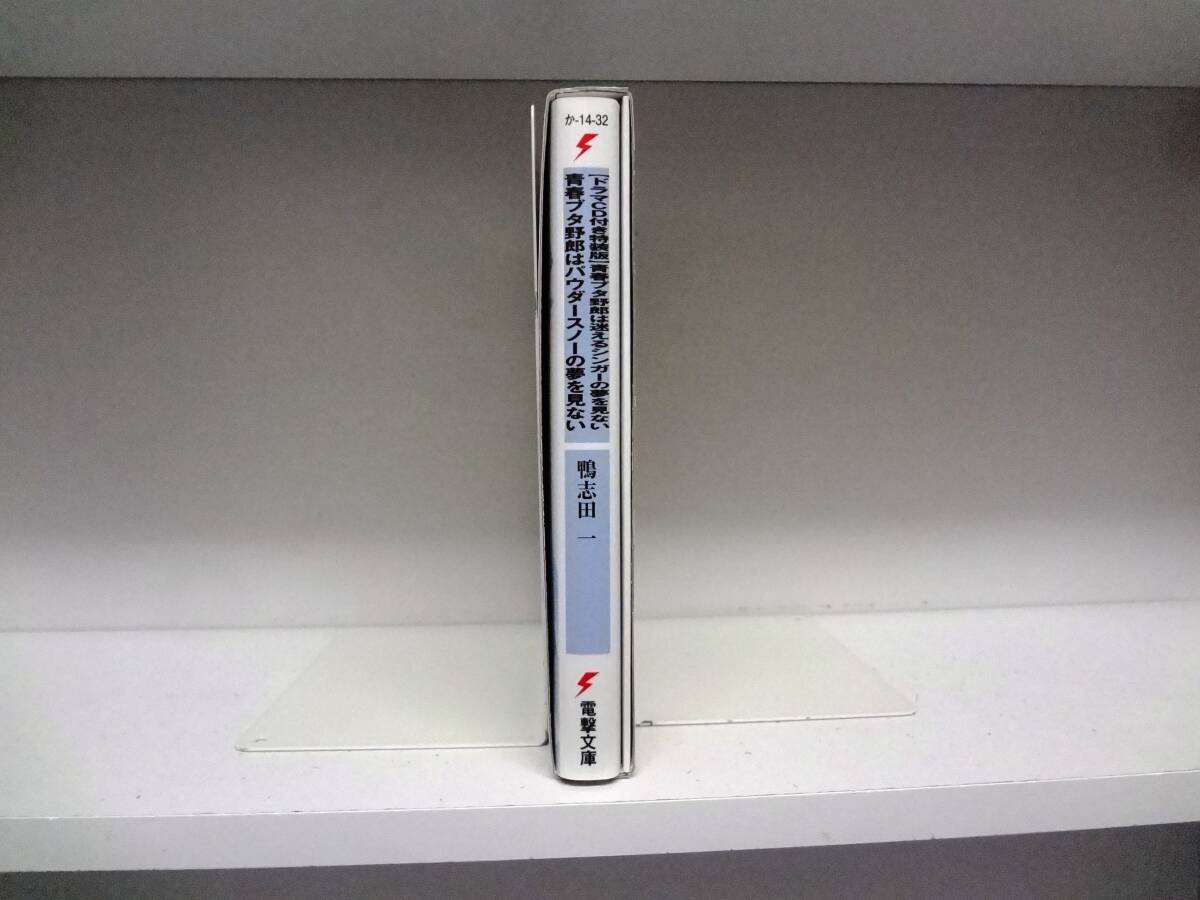 か-14-32
[ドラマCD付き特装版]青春ブタ野郎は迷えるシンガーの夢を見ない
青春ブタ野郎はパウダースノーの夢を見ない
鴨志田 一
電撃文庫